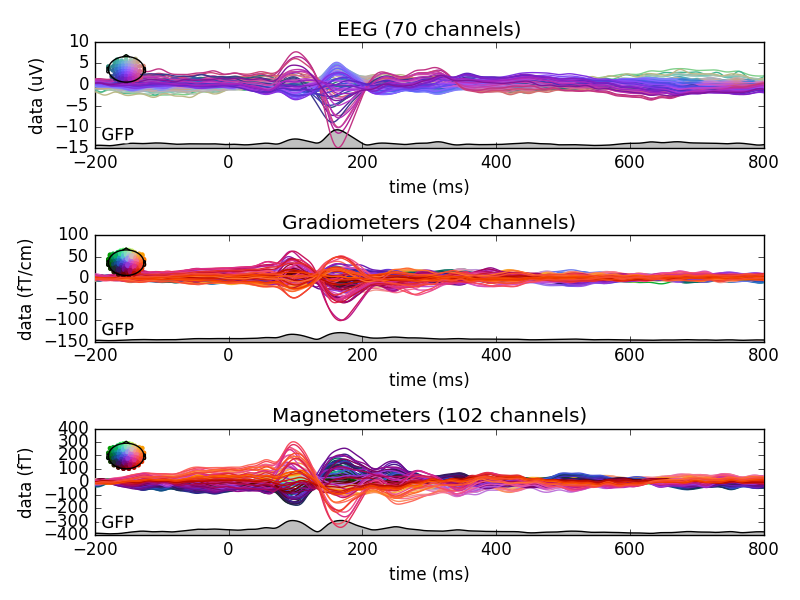 EEG (70 channels)
10
5
0
−5
−10
−15
data (uV)
GFP
−200 0 200 400 600 800
time (ms)
Gradiometers (204 channels)
100
50
0
−50
−100
−150
data (fT/cm)
GFP
−200 0 200 400 600 800
time (ms)
Magnetometers (102 channels)
400
300
200
100
0
−100
−200
−300
−400
data (fT)
GFP
−200 0 200 400 600 800
time (ms)